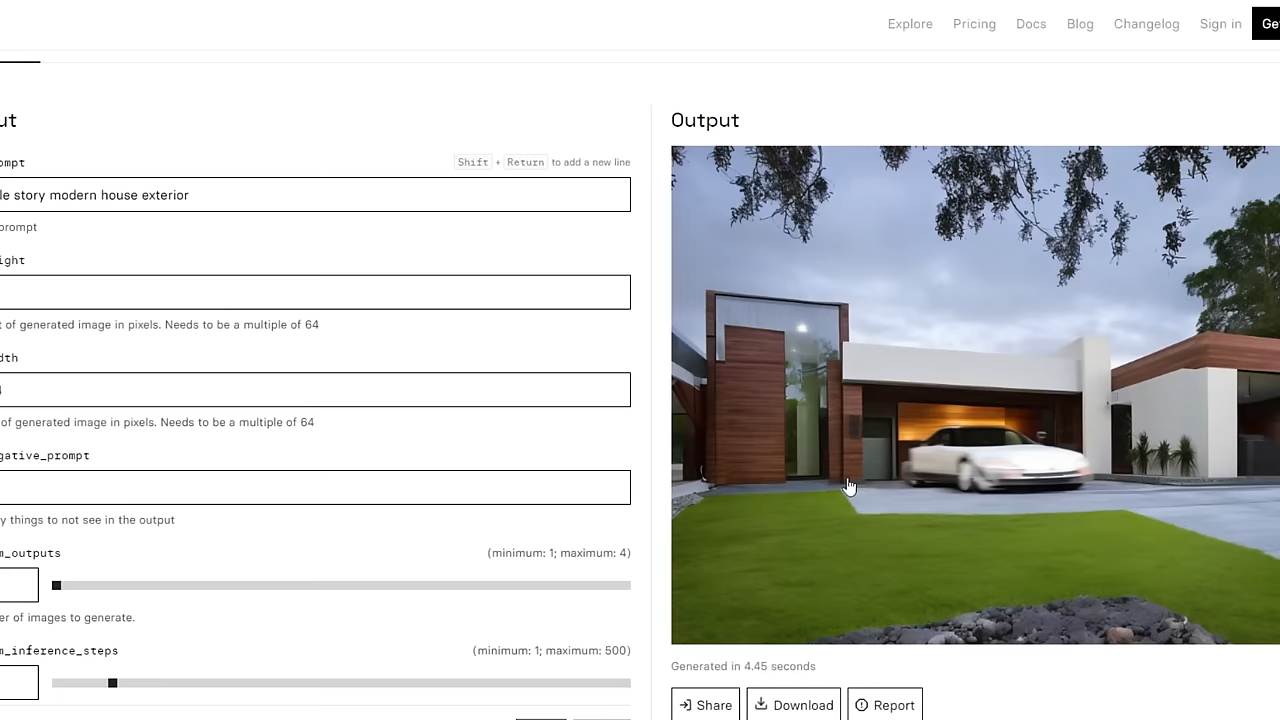 Explore Pricing Docs Blog Changelog Sign in Ge
ut
ompt Shift + Return to add a new line
le story modern house exterior
prompt
ight
t of generated image in pixels. Needs to be a multiple of 64
dth
of generated image in pixels. Needs to be a multiple of 64
gative_prompt
y things to not see in the output
m_outputs (minimum: 1; maximum: 4)
er of images to generate.
m_inference_steps (minimum: 1; maximum: 500)
Output
Generated in 4.45 seconds
Share Download Report